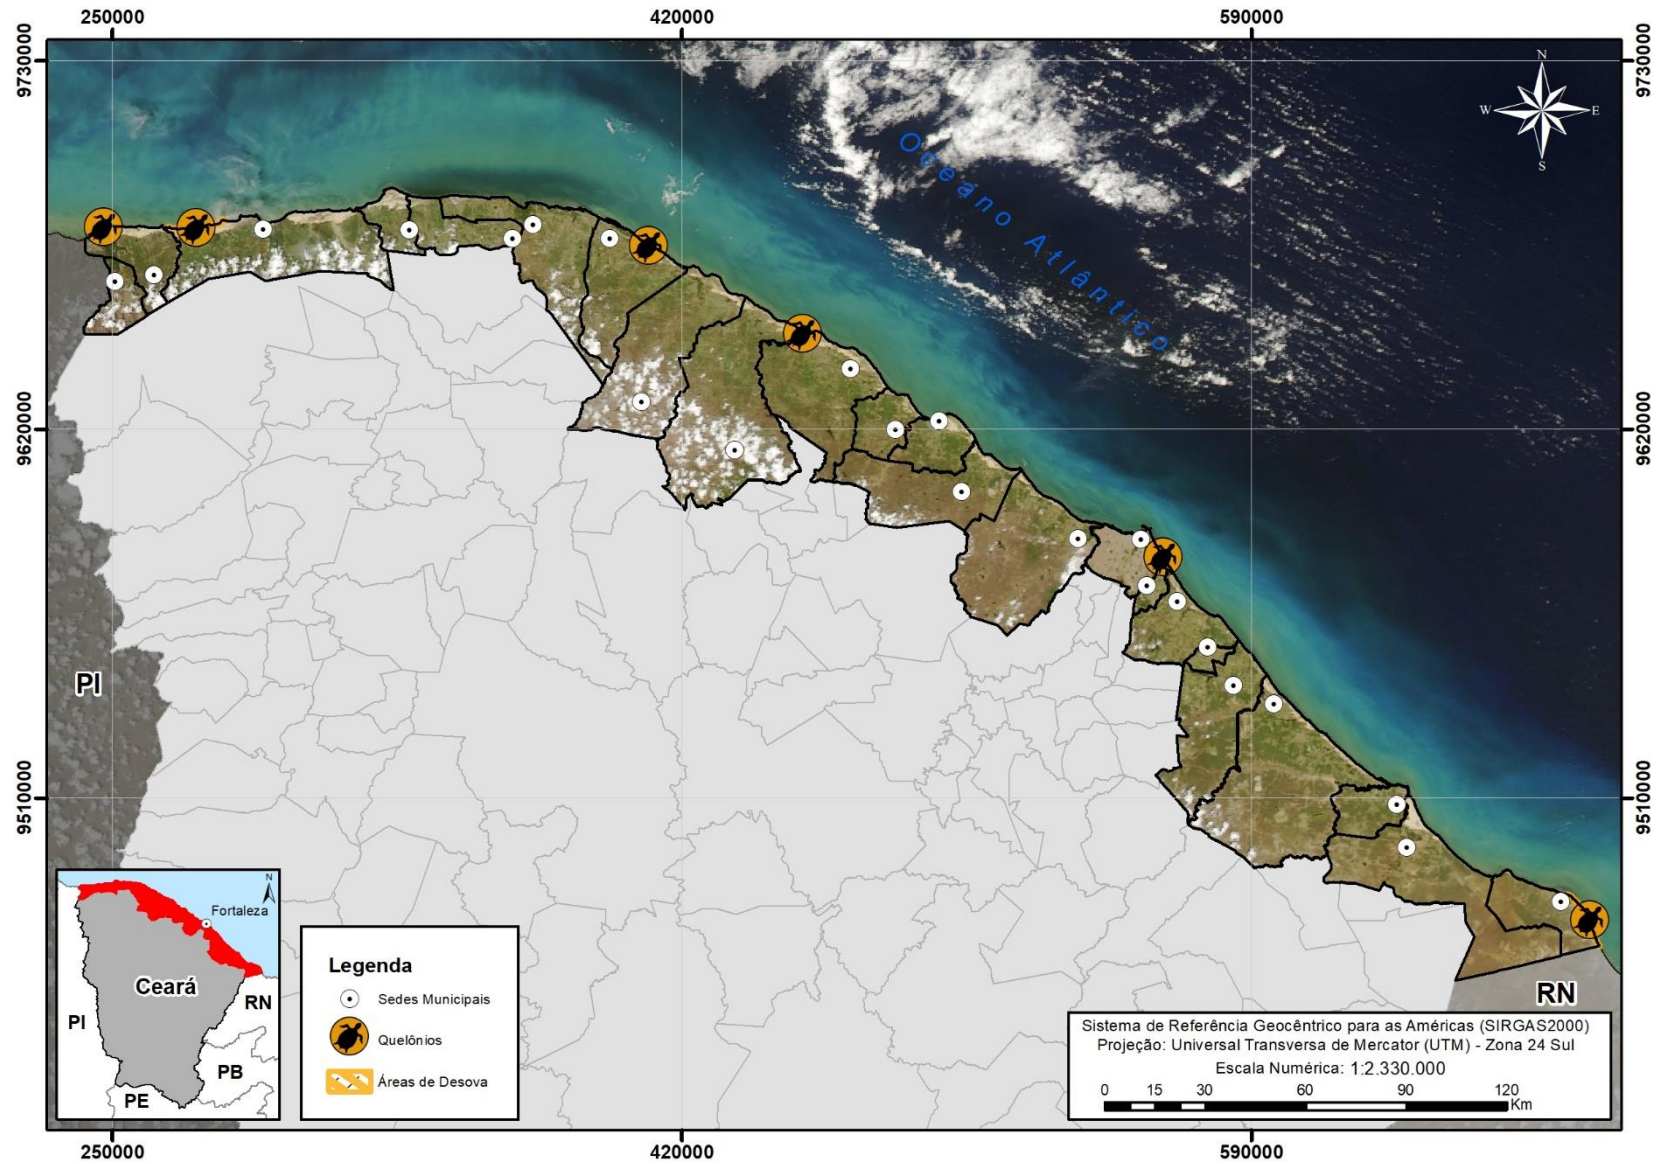 250000
420000
590000
9730000
9730000
N
W
E
S
Oceano Atlântico
9620000
9620000
PI
9510000
9510000
N
Fortaleza
Ceará
RN
PI
PB
PE
Legenda
Sedes Municipais
Quelônios
Áreas de Desova
RN
Sistema de Referência Geocêntrico para as Américas (SIRGAS2000)
Projeção: Universal Transversa de Mercator (UTM) - Zona 24 Sul
Escala Numérica: 1:2.330.000
0 15 30 60 90 120
Km
250000
420000
590000